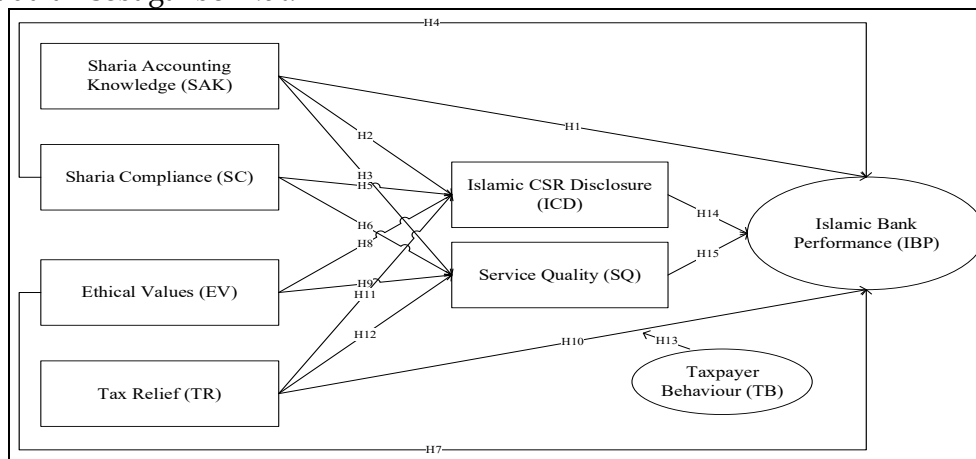 H4
Sharia Accounting
Knowledge (SAK)
H1
H2
Sharia Compliance (SC)
H3
H5
Islamic CSR Disclosure
(ICD)
H14
Islamic Bank
Performance (IBP)
H6
H8
H15
Ethical Values (EV)
Service Quality (SQ)
H9
H11
H12
H10
H13
Tax Relief (TR)
Taxpayer
Behaviour (TB)
H7